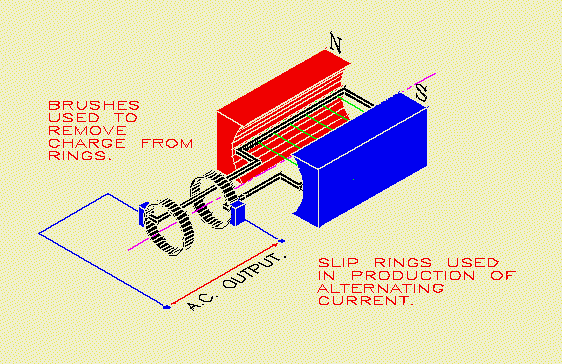 N
S
BRUSHES
USED TO
REMOVE
CHARGE FROM
RINGS.
A.C. OUTPUT.
SLIP RINGS USED
IN PRODUCTION OF
ALTERNATING
CURRENT.